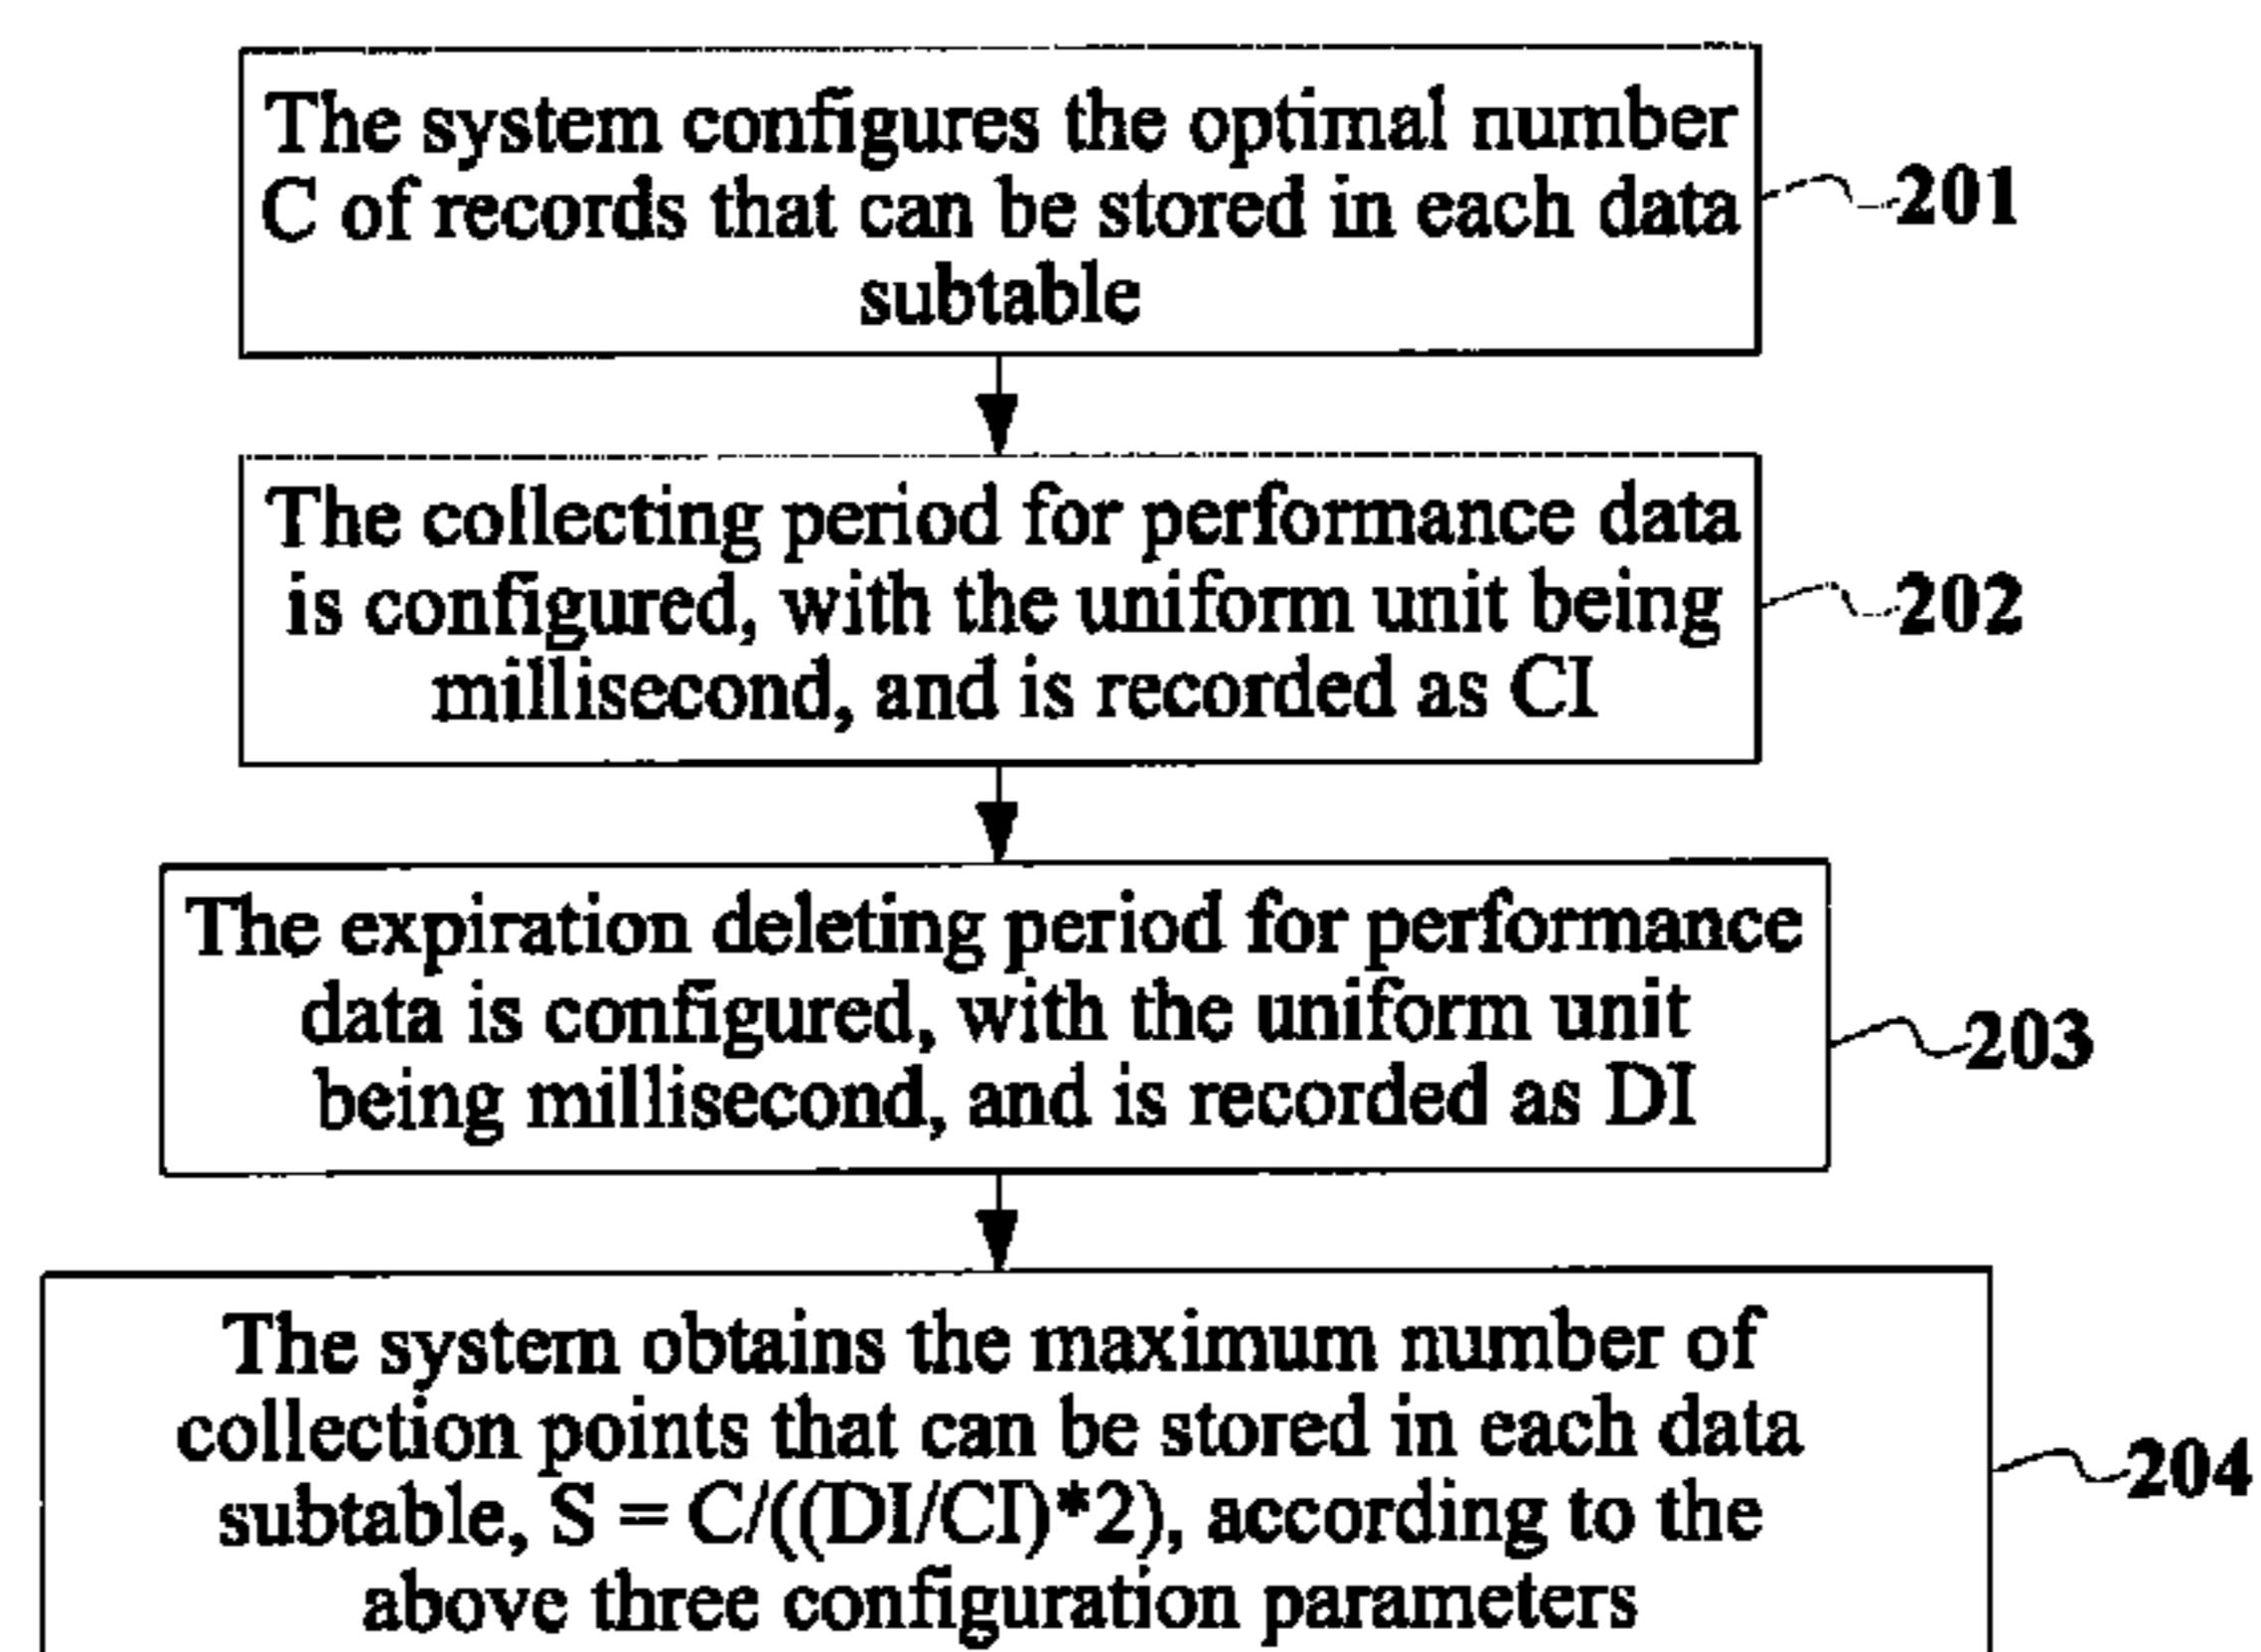 The system configures the optimal number
C of records that can be stored in each data
subtable
201
The collecting period for performance data
is configured, with the uniform unit being
millisecond, and is recorded as CI
202
The expiration deleting period for performance
data is configured, with the uniform unit
being millisecond, and is recorded as DI
203
The system obtains the maximum number of
collection points that can be stored in each data
subtable, S = C/((DI/CI)*2), according to the
above three configuration parameters
204